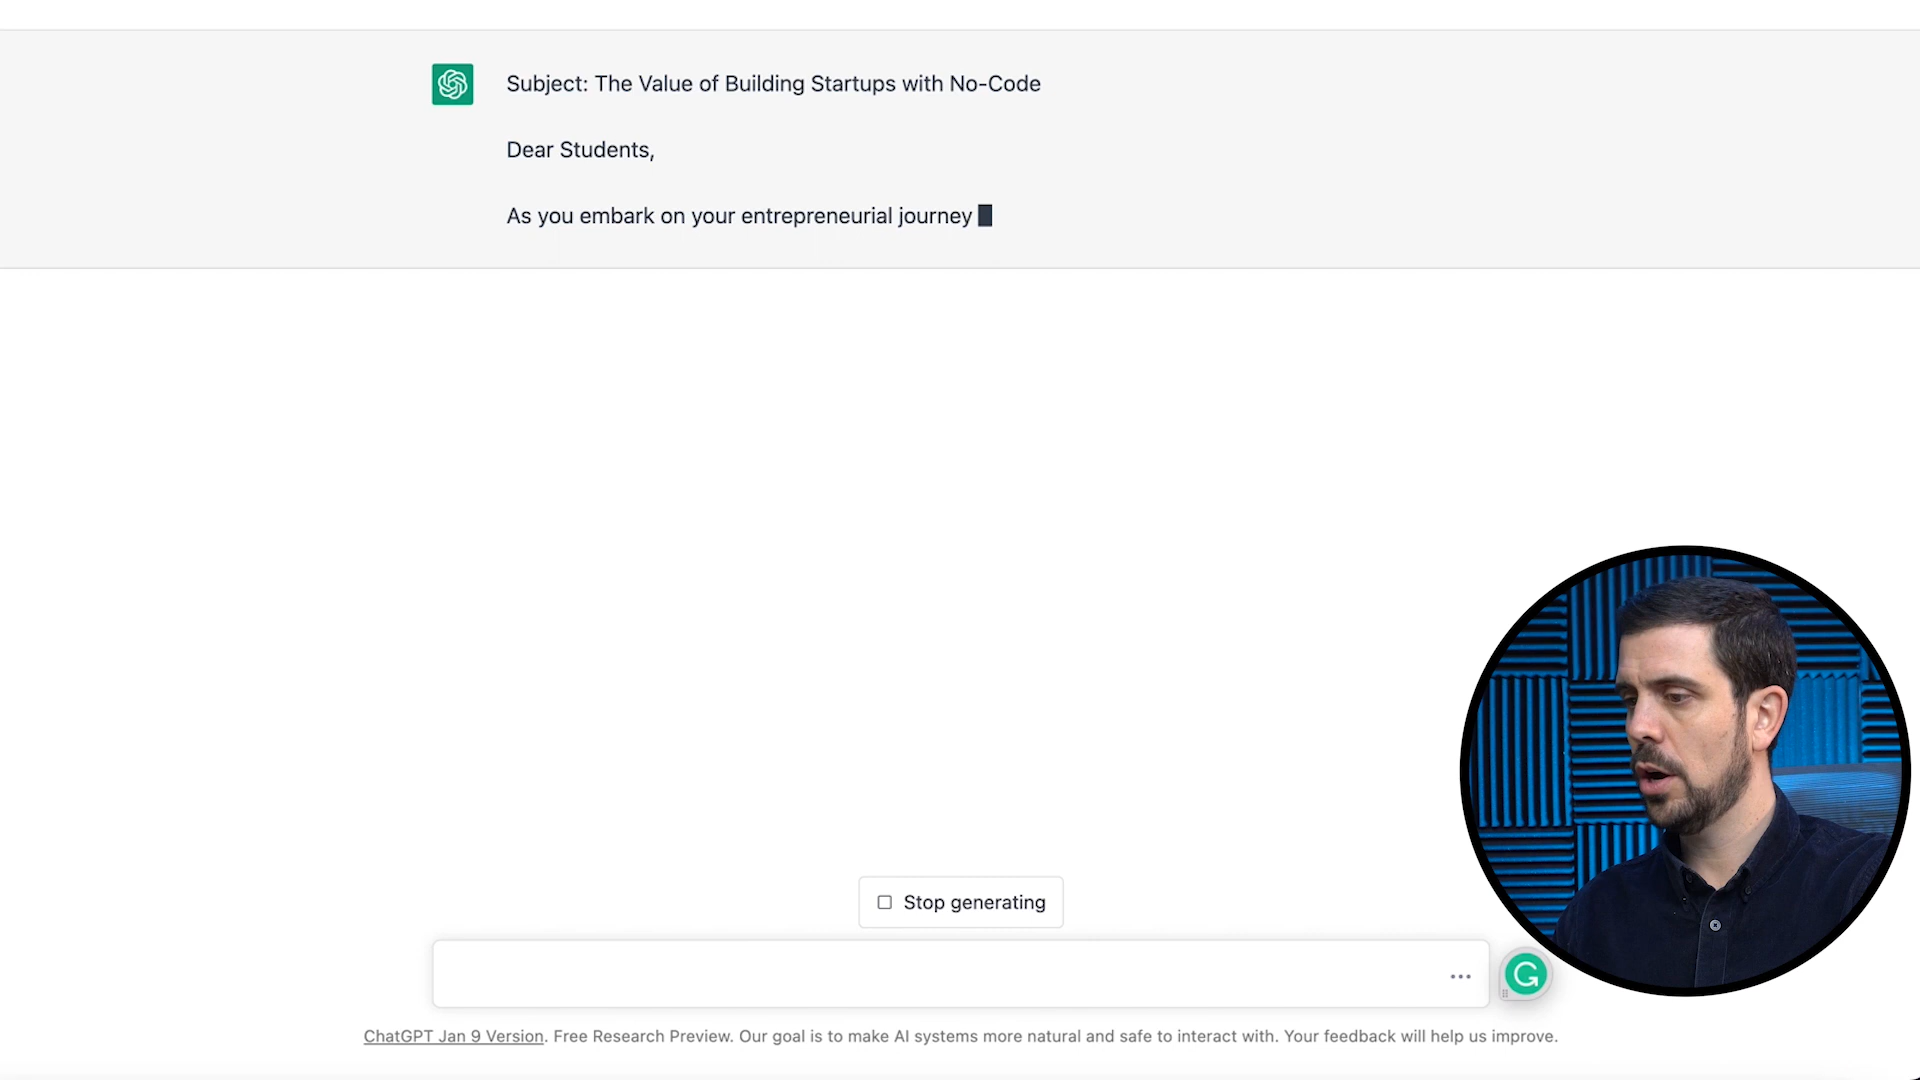 Subject: The Value of Building Startups with No-Code
Dear Students,
As you embark on your entrepreneurial journey
Stop generating
ChatGPT Jan 9 Version. Free Research Preview. Our goal is to make AI systems more natural and safe to interact with. Your feedback will help us improve.